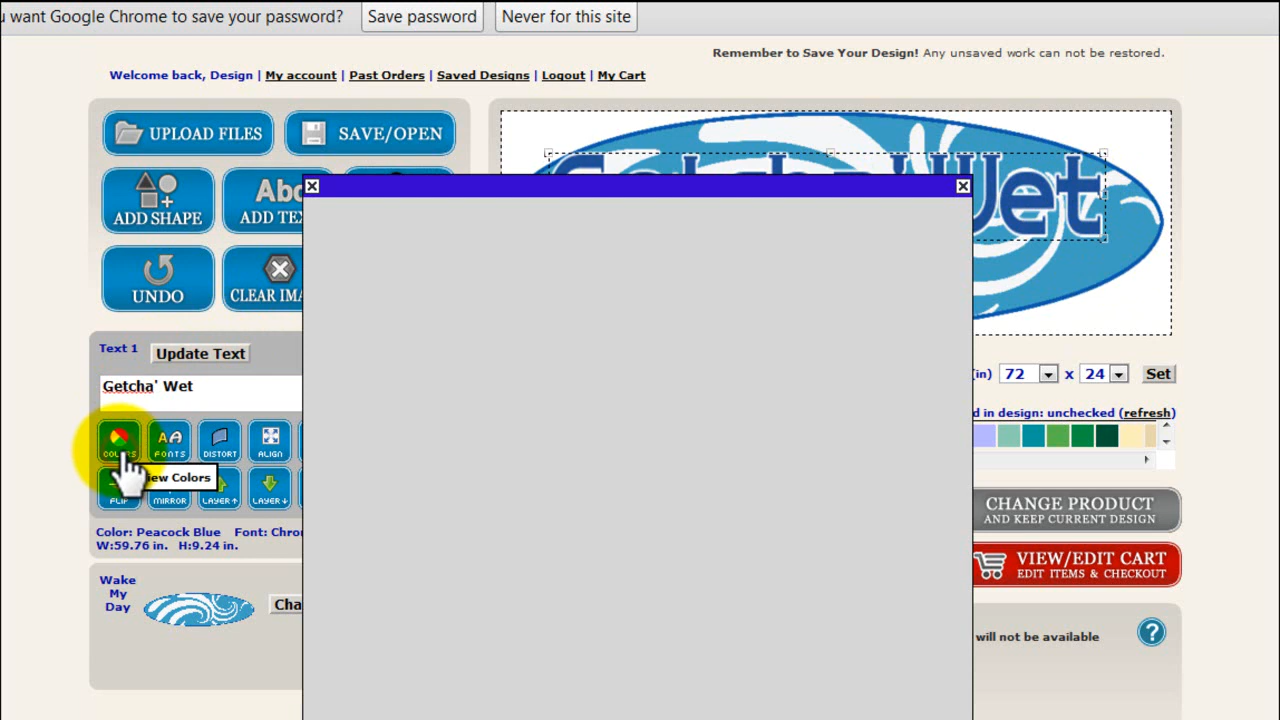 u want Google Chrome to save your password? Save password Never for this site
Remember to Save Your Design! Any unsaved work can not be restored.
Welcome back, Design | My account | Past Orders | Saved Designs | Logout | My Cart
UPLOAD FILES SAVE/OPEN
Wet
ADD SHAPE
Abc
ADD TEX
UNDO
CLEAR IMA
Text 1 Update Text
Getcha' Wet
in) 72 x 24 Set
d in design: unchecked (refresh)
COLORS FONTS DISTORT ALIGN
iew Colors
FLIP MIRROR LAYER LAYER
Color: Peacock Blue Font: Chro
W:59.76 in. H:9.24 in.
CHANGE PRODUCT
AND KEEP CURRENT DESIGN
VIEW/EDIT CART
EDIT ITEMS & CHECKOUT
Wake
My
Day
Cha
will not be available
?